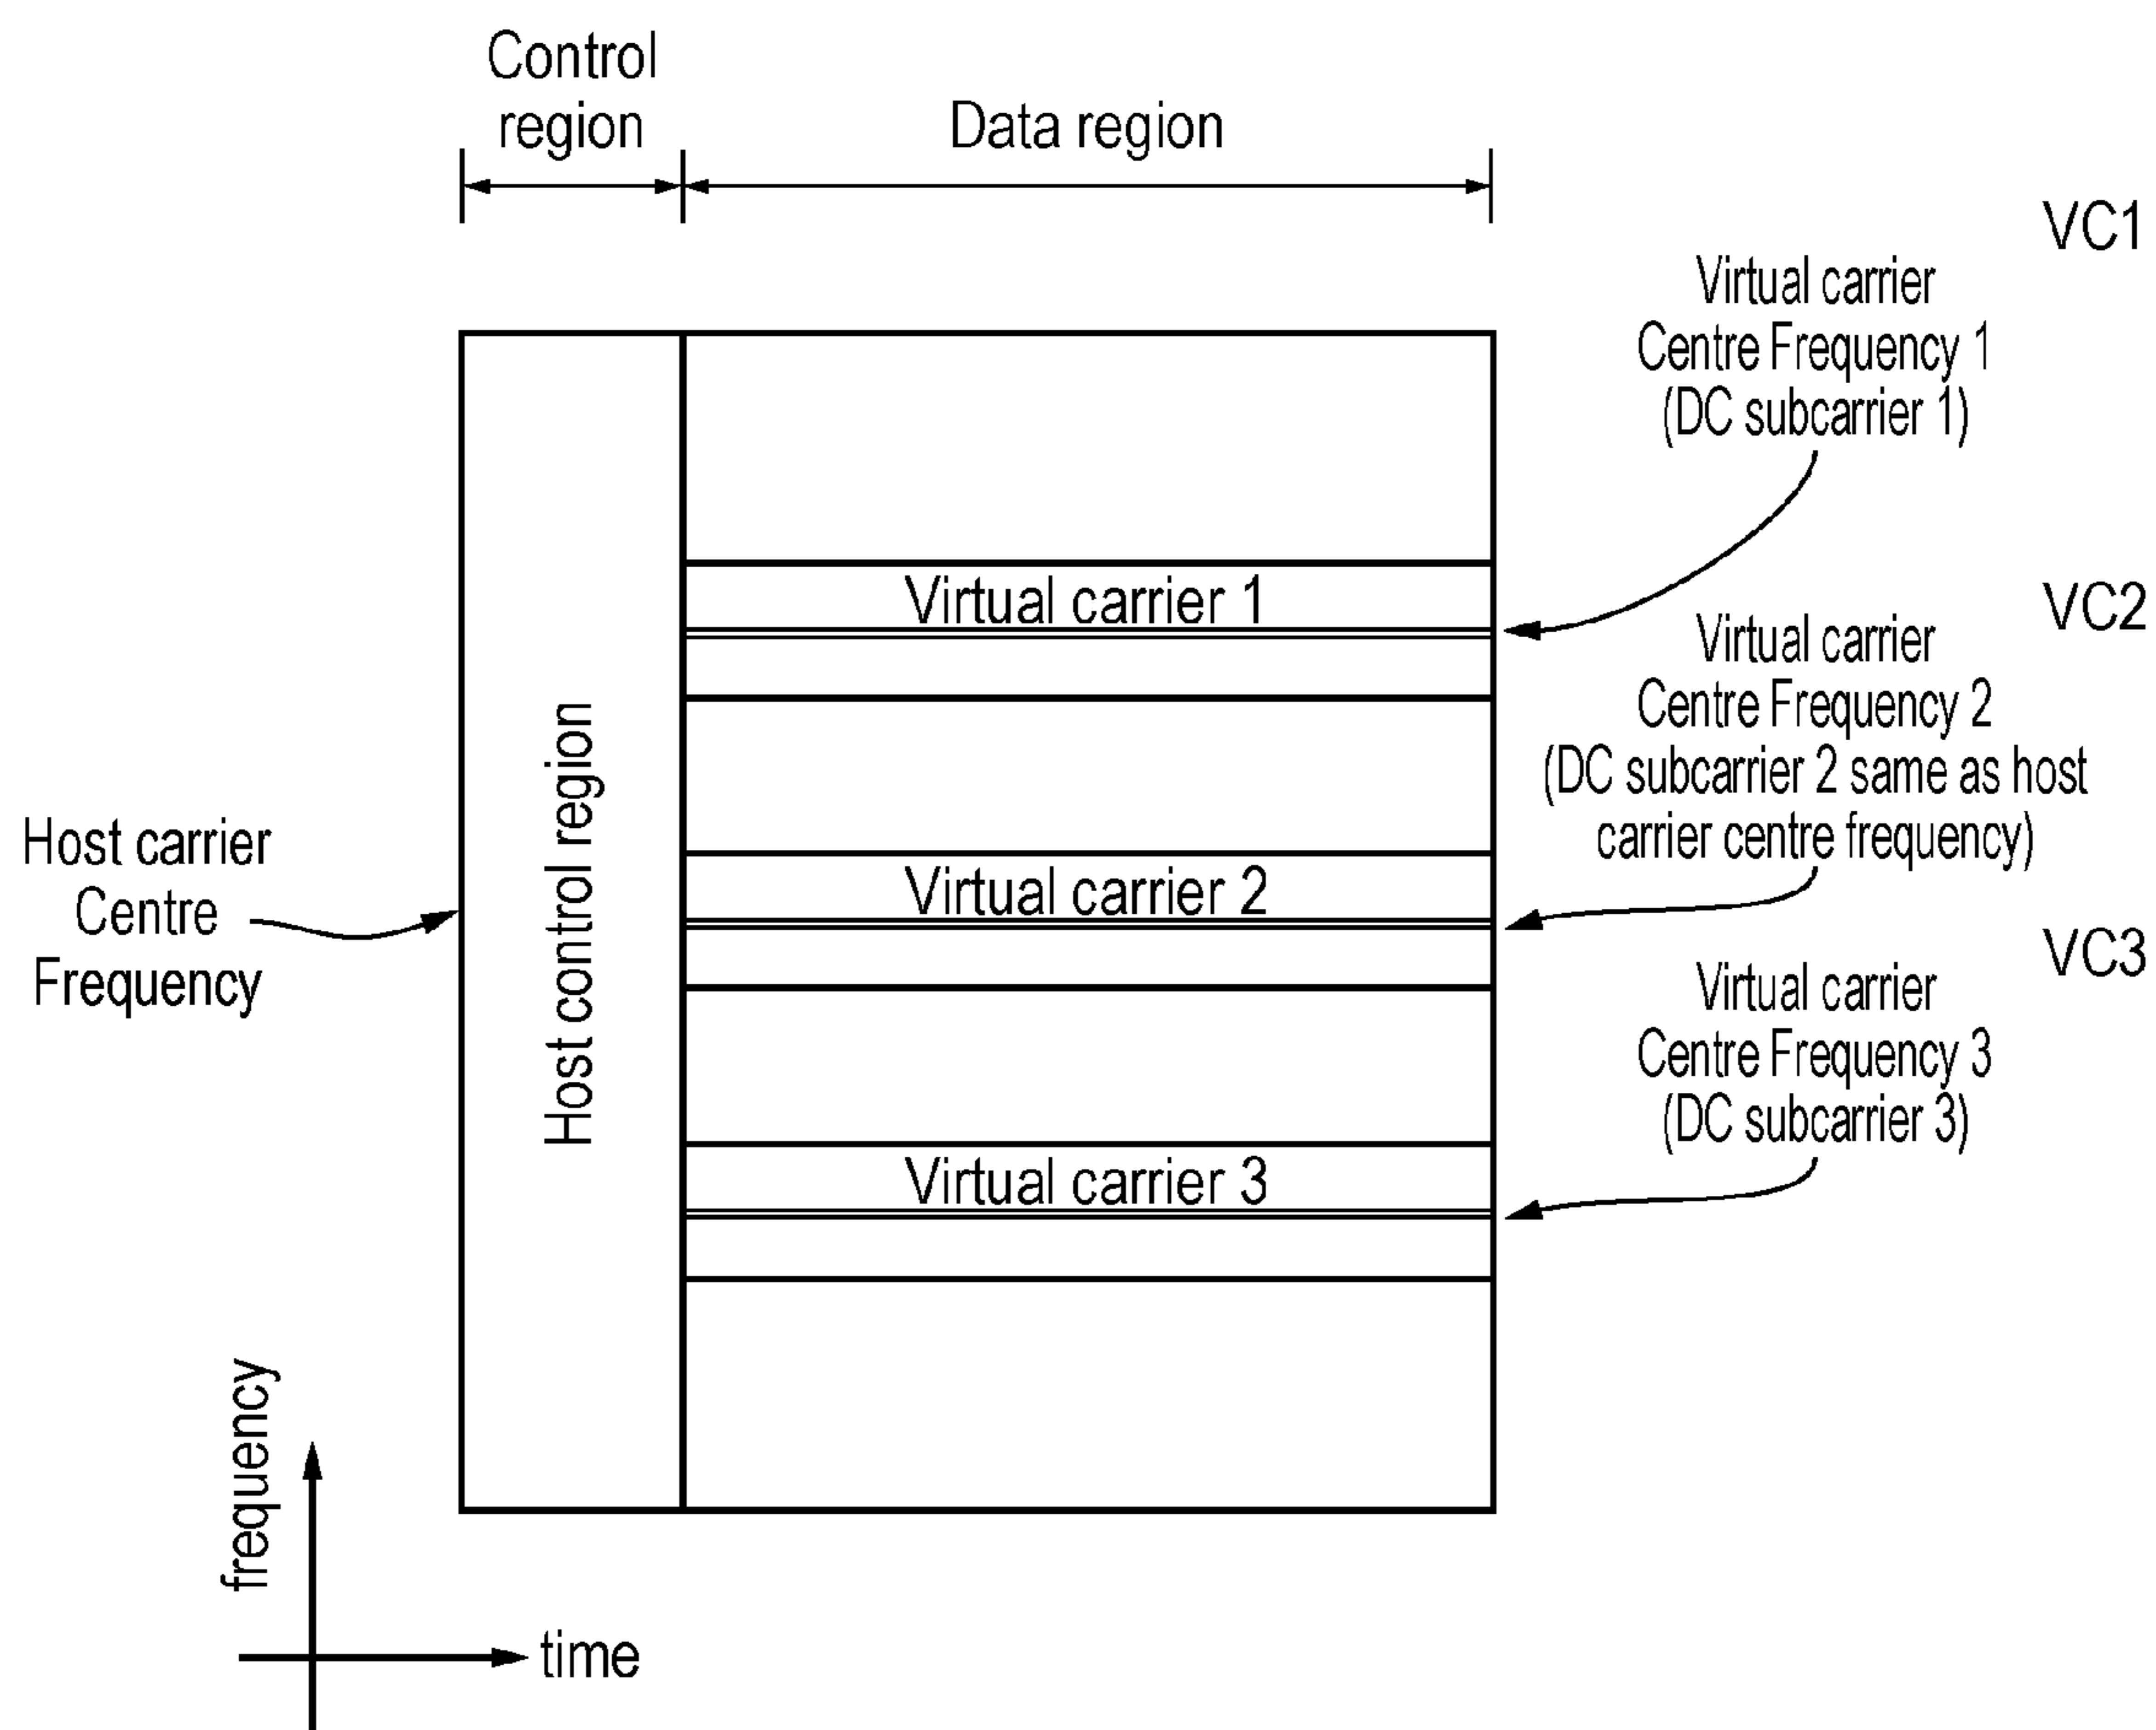 Control
region
Data region
VC1
Virtual carrier
Centre Frequency 1
(DC subcarrier 1)
Virtual carrier 1
VC2
Virtual carrier
Centre Frequency 2
(DC subcarrier 2 same as host
carrier centre frequency)
Host carrier
Centre
Frequency
Host control region
Virtual carrier 2
VC3
Virtual carrier
Centre Frequency 3
(DC subcarrier 3)
Virtual carrier 3
frequency
time